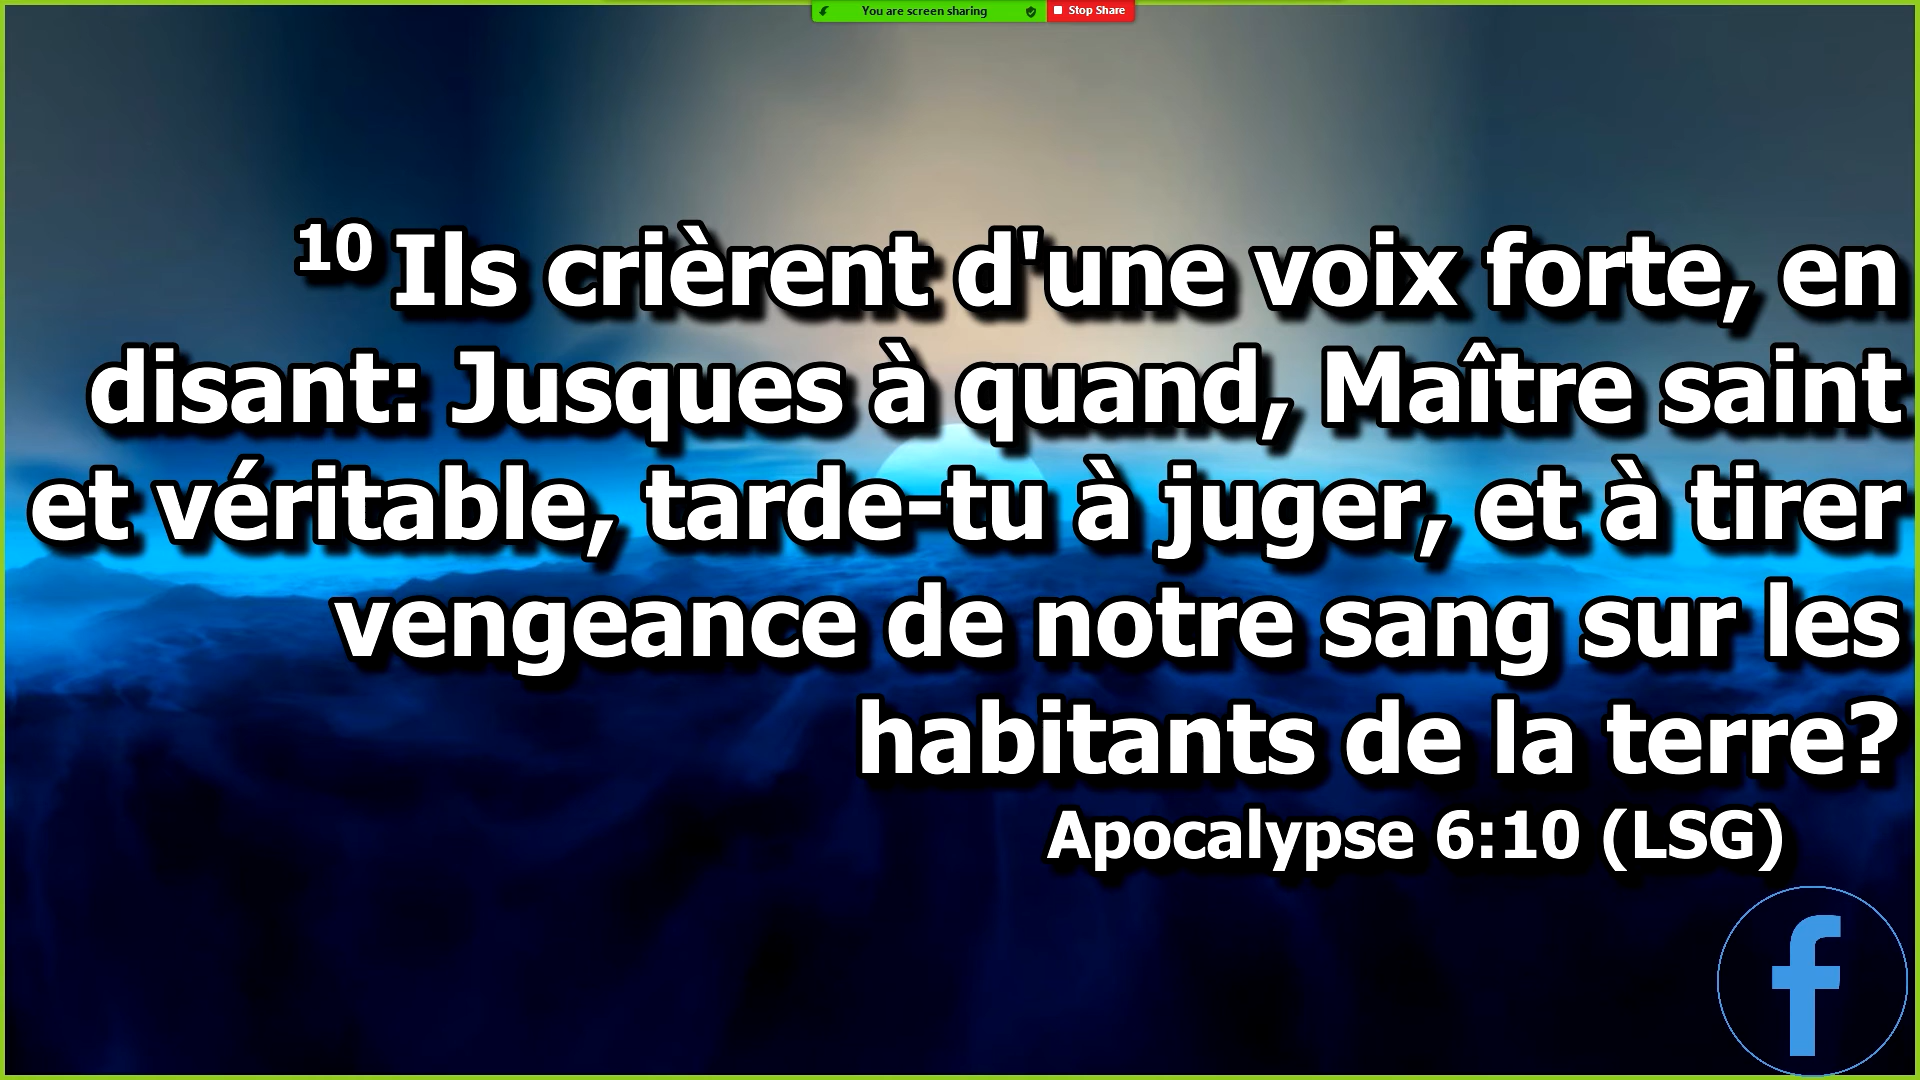 You are screen sharing
Stop Share
10 Ils crièrent d'une voix forte, en
disant: Jusques à quand, Maître saint
et véritable, tarde-tu à juger, et à tirer
vengeance de notre sang sur les
habitants de la terre?
Apocalypse 6:10 (LSG)
f